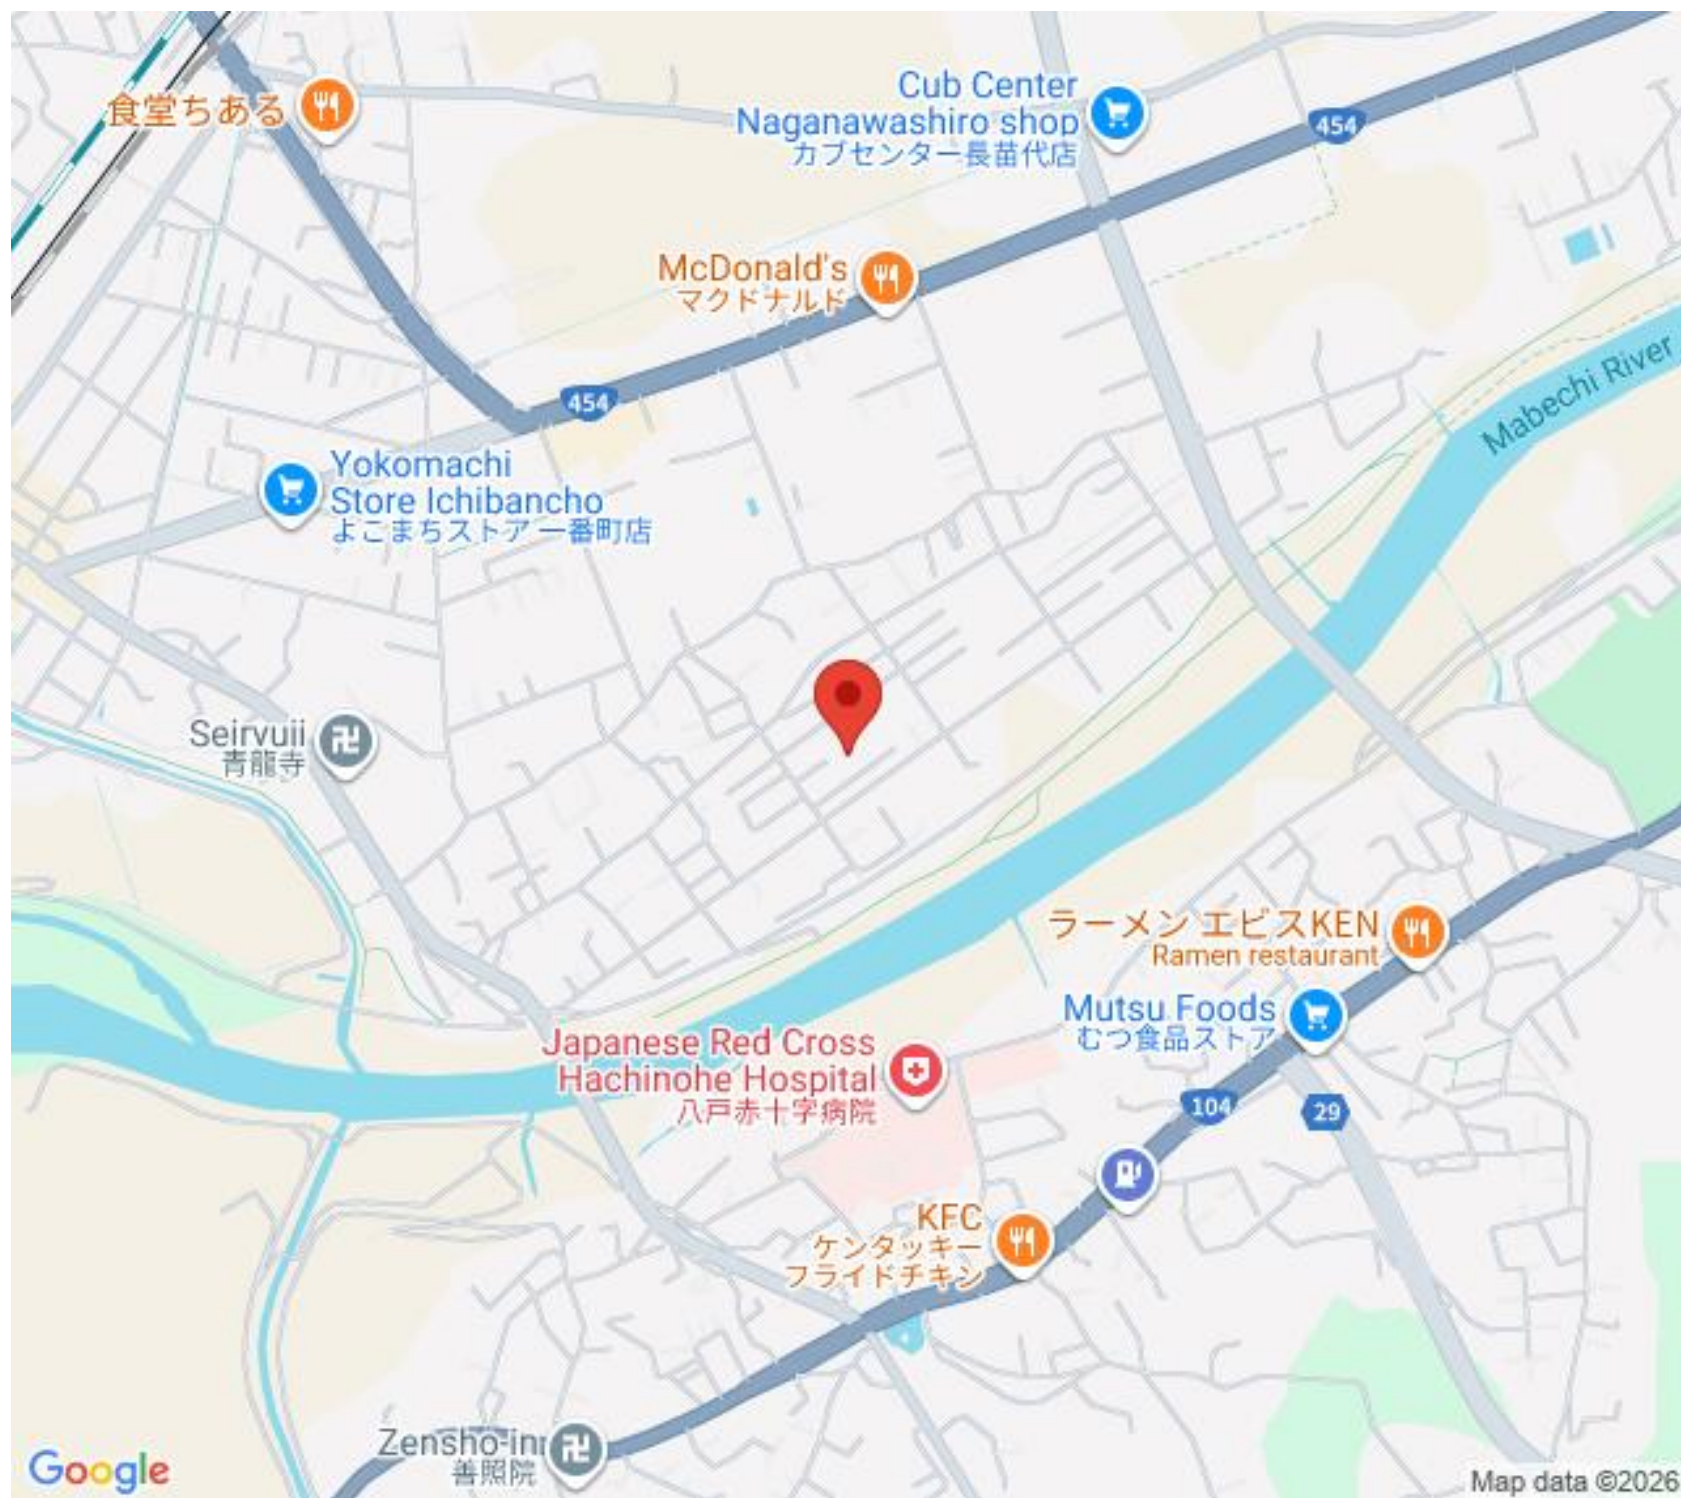 食堂ちある
Cub Center
Naganawashiro shop
カブセンター長苗代店
454
McDonald's
マクドナルド
454
Mabechi River
Yokomachi
Store Ichibancho
よこまちストア 一番町店
Seiryuji
青龍寺
ラーメン エビスKEN
Ramen restaurant
Mutsu Foods
むつ食品ストア
Japanese Red Cross
Hachinohe Hospital
八戸赤十字病院
104
29
KFC
ケンタッキー
フライドチキン
Zensho-in
善照院
Google
Map data ©2026